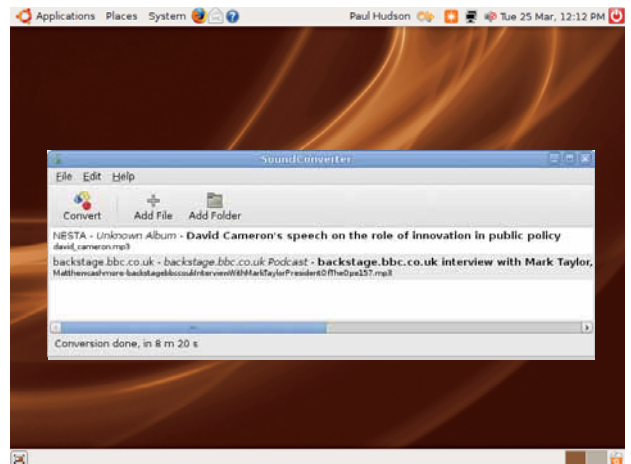 Applications Places System Paul Hudson Tue 25 Mar, 12:12 PM
SoundConverter
File Edit Help
Convert Add File Add Folder
NESTA - Unknown Album - David Cameron's speech on the role of innovation in public policy
david_cameron.mp3
backstage.bbc.co.uk - backstage.bbc.co.uk Podcast - backstage.bbc.co.uk interview with Mark Taylor,
Matthewcashmore-backstagebbccoukInterviewWithMarkTaylorPresidentOfTheOpe157.mp3
Conversion done, in 8 m 20 s